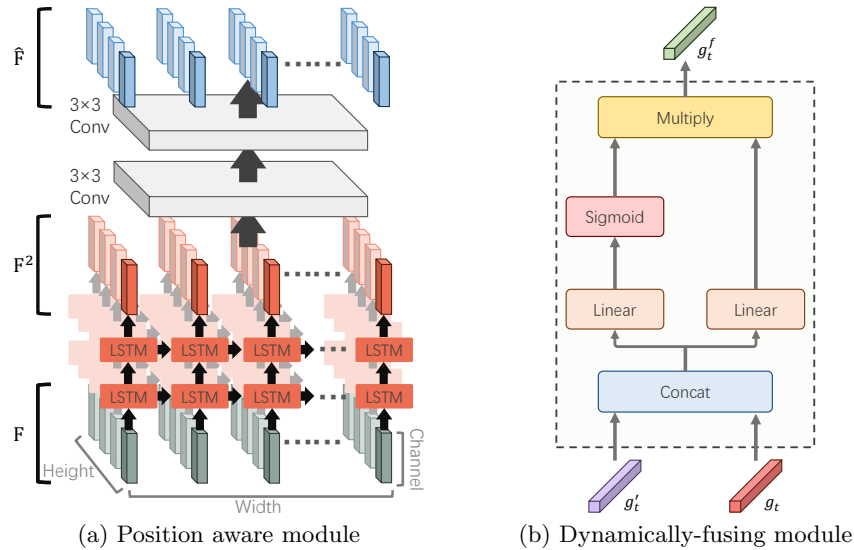 F̂
3×3
Conv
3×3
Conv
F²
LSTM LSTM LSTM LSTM
LSTM LSTM LSTM LSTM
F
Height
Channel
Width
(a) Position aware module
g_t^f
Multiply
Sigmoid
Linear Linear
Concat
g_t′ g_t
(b) Dynamically-fusing module